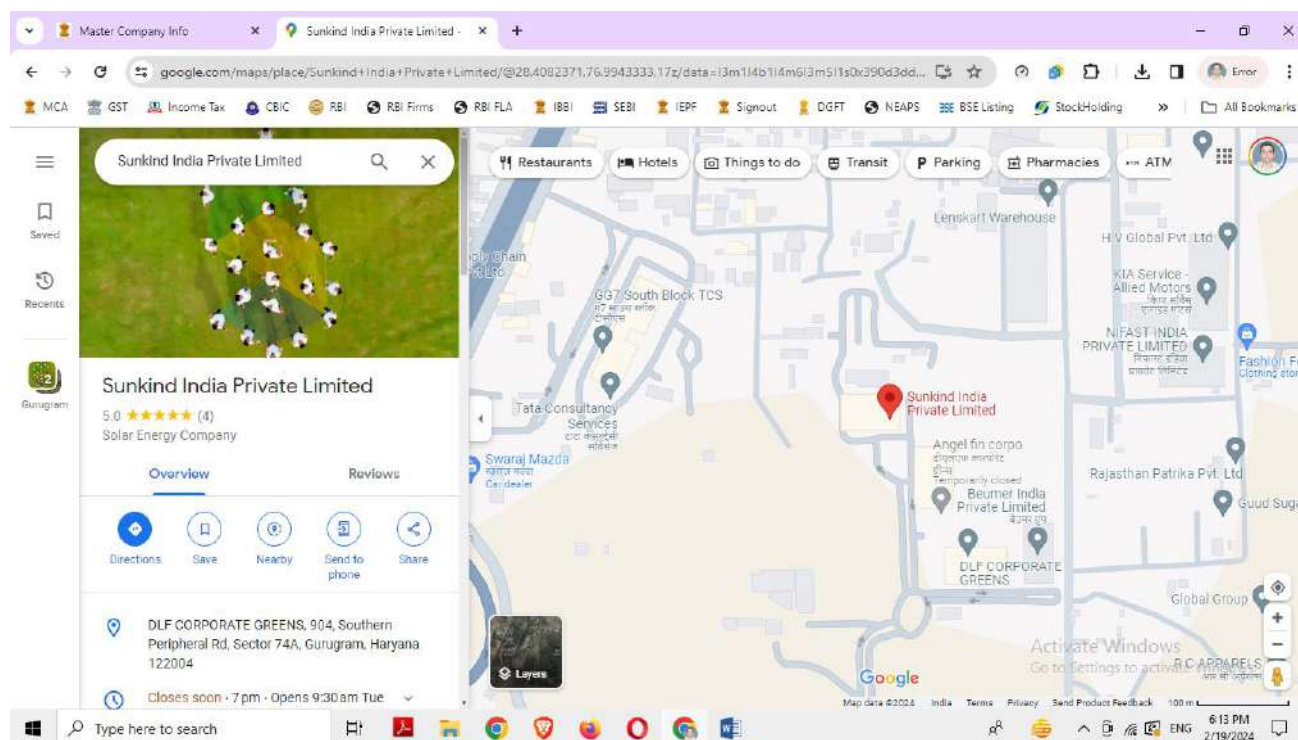 Master Company Info
Sunkind India Private Limited -
google.com/maps/place/Sunkind+India+Private+Limited/@28.4082371,76.9943333,17z/data=!3m1!4b1!4m6!3m5!1s0x390d3dd...
Error
MCA GST Income Tax CBIC RBI RBI Firms RBI FLA IBBI SEBI IEPF Signout DGFT NEAPS BSE Listing StockHolding » All Bookmarks
Sunkind India Private Limited
Restaurants Hotels Things to do Transit Parking Pharmacies ATM
Saved
Recents
2
Gurugram
Sunkind India Private Limited
5.0 ★★★★★ (4)
Solar Energy Company
Overview Reviews
Directions Save Nearby Send to phone Share
DLF CORPORATE GREENS, 904, Southern
Peripheral Rd, Sector 74A, Gurugram, Haryana
122004
Closes soon · 7 pm · Opens 9:30 am Tue
Lenskart Warehouse
Chain
H V Global Pvt. Ltd
GG7 South Block TCS
KIA Service -
Allied Motors
NIFAST INDIA
PRIVATE LIMITED
Clothing
Sunkind India
Private Limited
Tata Consultancy
Services
Swaraj Mazda
Car dealer
Angel fin corpo
Temporarily closed
Beumer India
Private Limited
Rajasthan Patrika Pvt. Ltd
DLF CORPORATE
GREENS
Global Group
R C APPARELS
Activate Windows
Go to Settings to
Layers
Google
Map data ©2024 India Terms Privacy Send Product Feedback 100 m
Type here to search
ENG
6:13 PM
2/19/2024